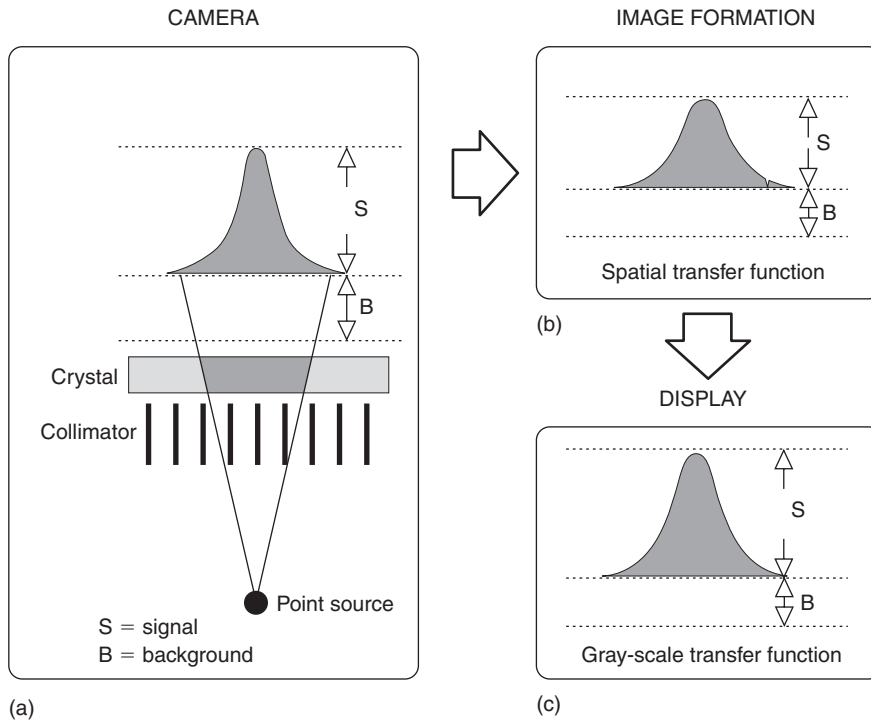 CAMERA
S
B
Crystal
Collimator
Point source
S = signal
B = background
(a)
IMAGE FORMATION
S
B
Spatial transfer function
(b)
DISPLAY
S
B
Gray-scale transfer function
(c)